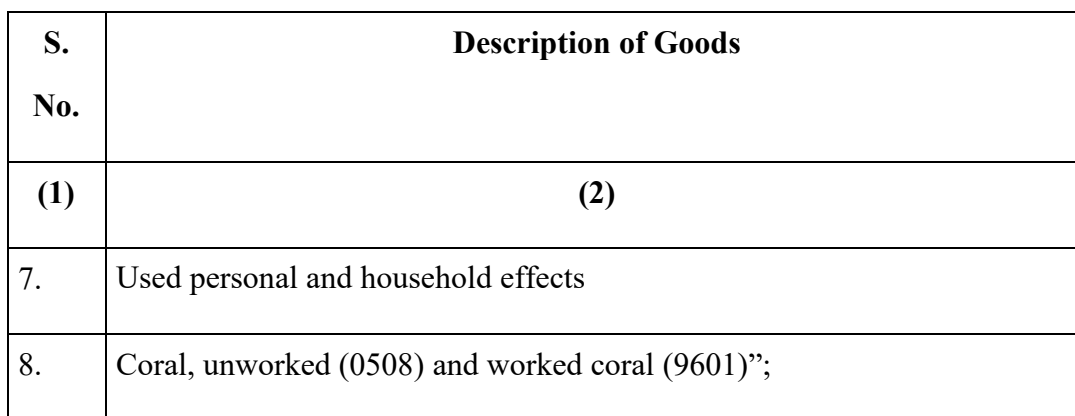 S. No.
Description of Goods
(1)
(2)
7.
Used personal and household effects
8.
Coral, unworked (0508) and worked coral (9601)”;